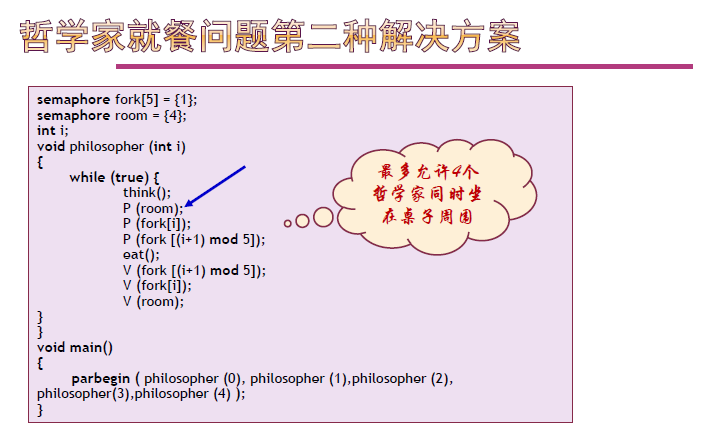 哲学家就餐问题第二种解决方案
semaphore fork[5] = {1};
semaphore room = {4};
int i;
void philosopher (int i)
{
while (true) {
think();
P (room);
P (fork[i]);
P (fork [(i+1) mod 5]);
eat();
V (fork [(i+1) mod 5]);
V (fork[i]);
V (room);
}
}
void main()
{
parbegin ( philosopher (0), philosopher (1),philosopher (2),
philosopher(3),philosopher (4) );
}
最多允许4个
哲学家同时坐
在桌子周围